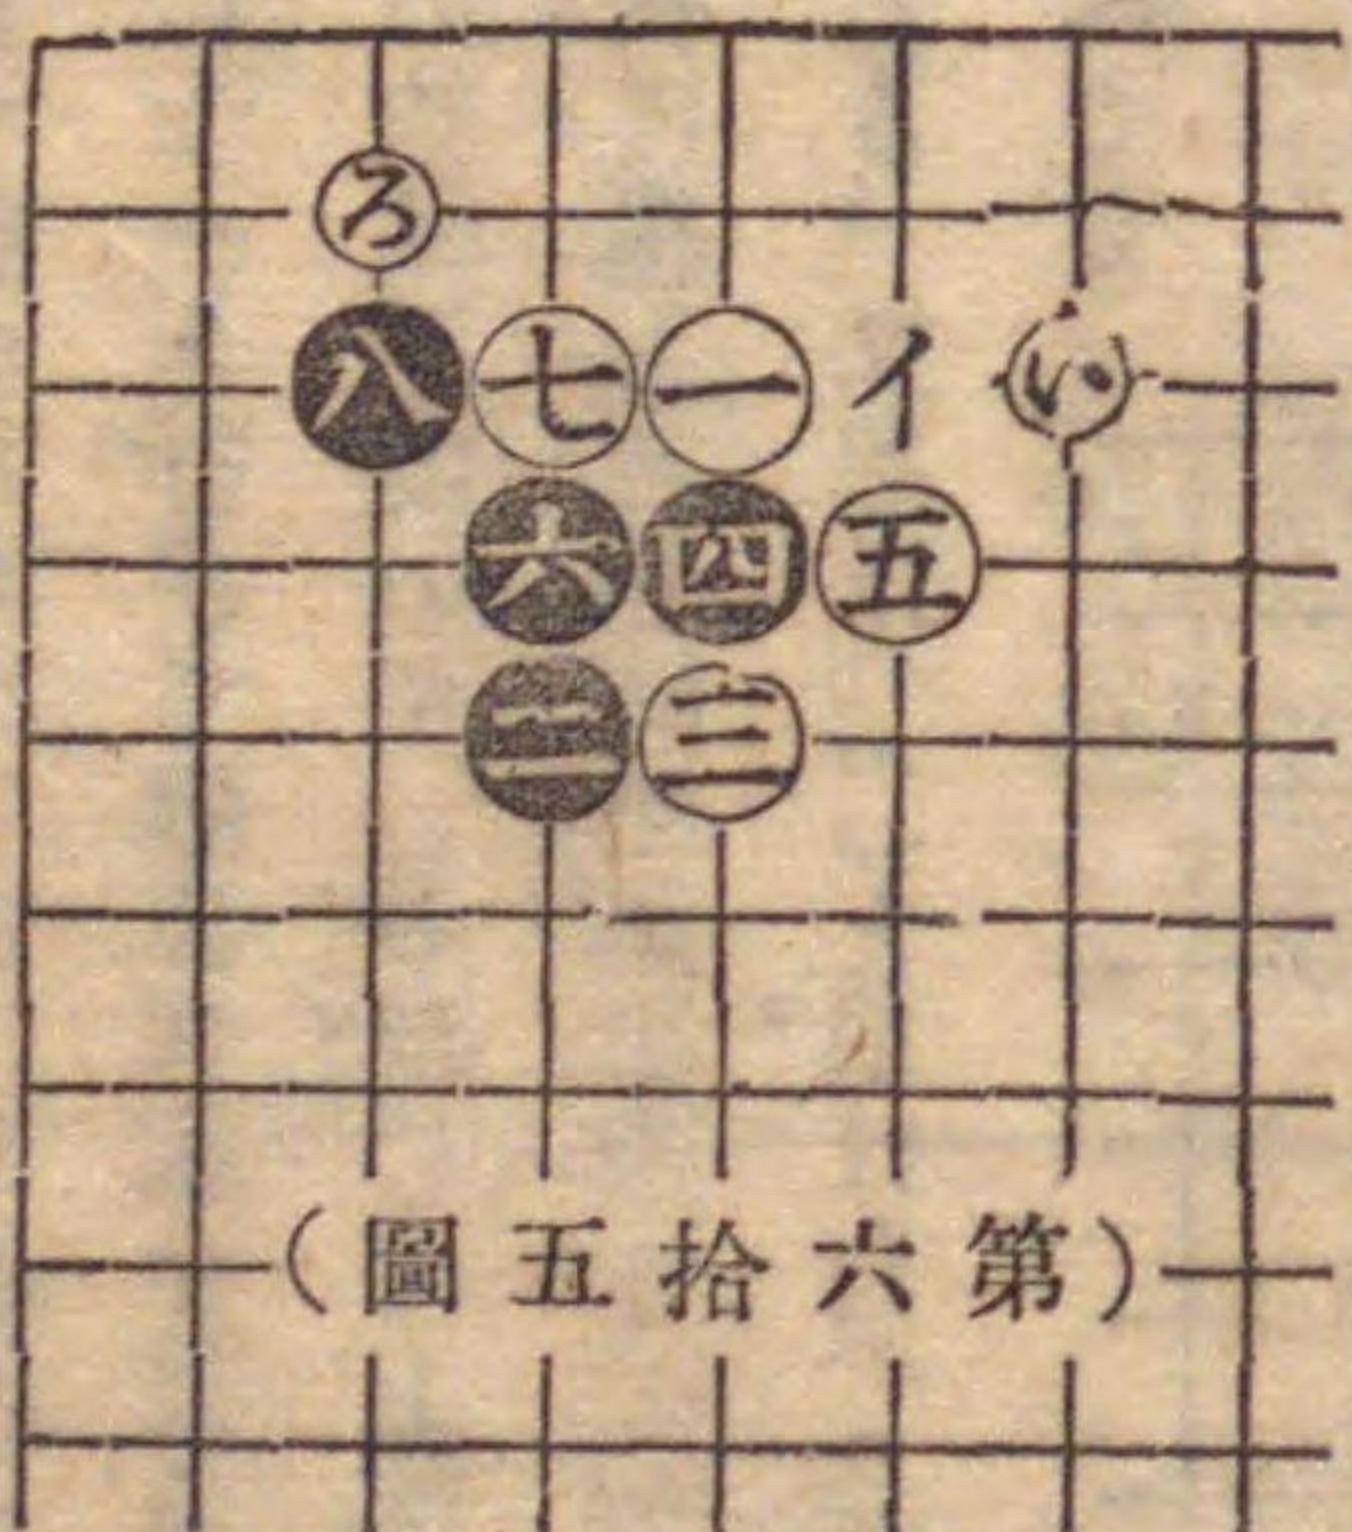 ろ
八 七 一 イ い
六 四 五
二 三
(第六拾五圖)